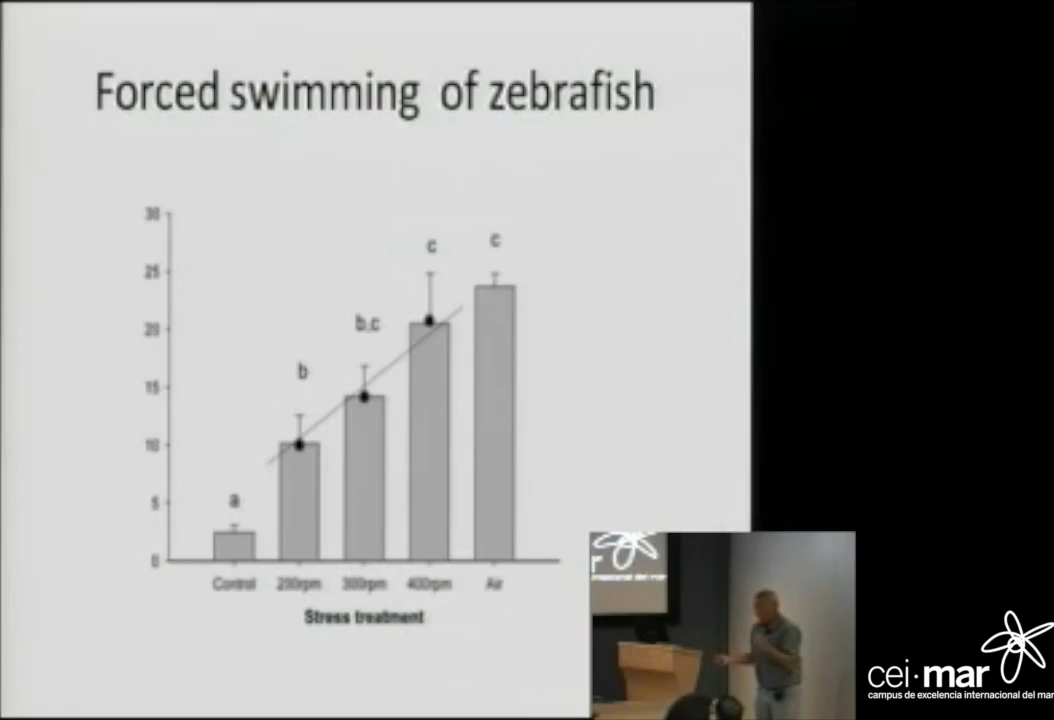 Forced swimming of zebrafish
30
25
20
15
10
5
0
c
c
b.c
b
a
Control 200rpm 300rpm 400rpm Air
Stress treatment
cei·mar
campus de excelencia internacional del mar